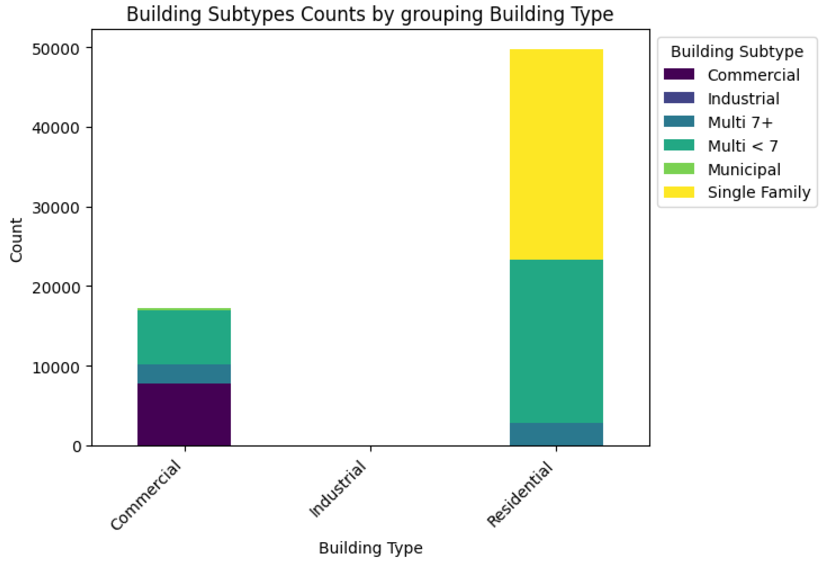 Building Subtypes Counts by grouping Building Type
Building Subtype
Commercial
Industrial
Multi 7+
Multi < 7
Municipal
Single Family
Count
50000
40000
30000
20000
10000
0
Commercial
Industrial
Residential
Building Type